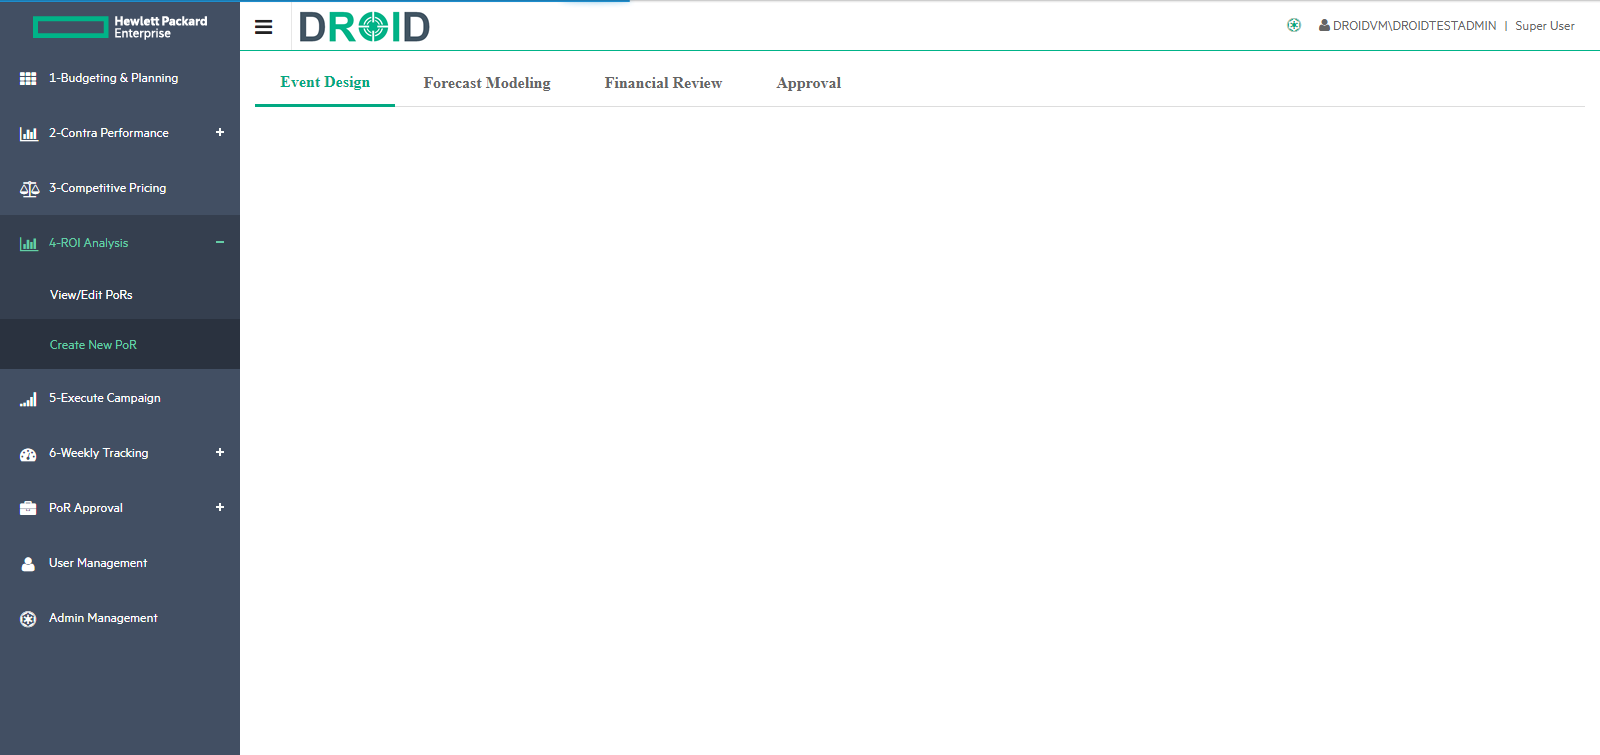 Hewlett Packard
Enterprise
DROID
DROIDVM\DROIDTESTADMIN | Super User
1-Budgeting & Planning
2-Contra Performance
3-Competitive Pricing
4-ROI Analysis
View/Edit PoRs
Create New PoR
5-Execute Campaign
6-Weekly Tracking
PoR Approval
User Management
Admin Management
Event Design Forecast Modeling Financial Review Approval